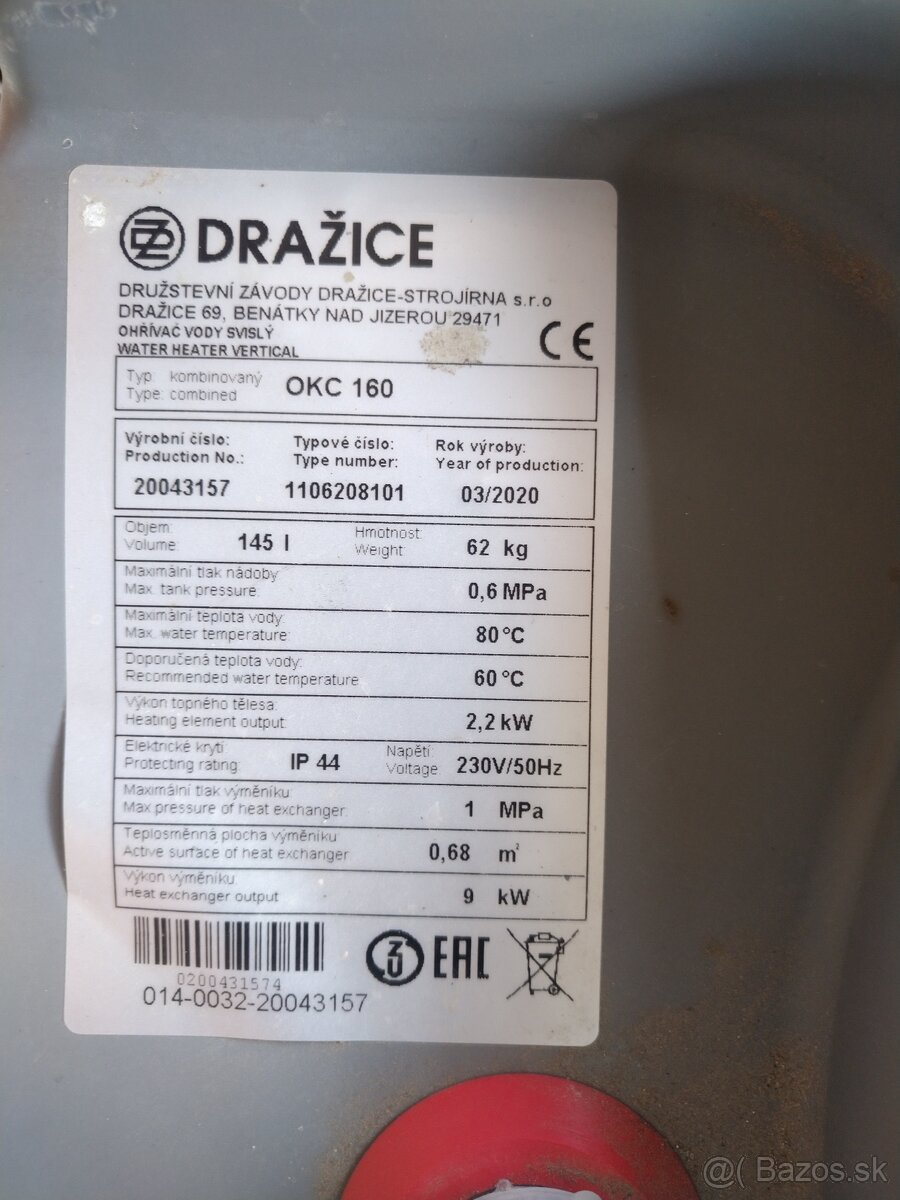 DRAŽICE
DRUŽSTEVNÍ ZÁVODY DRAŽICE-STROJÍRNA s.r.o
DRAŽICE 69, BENÁTKY NAD JIZEROU 29471
OHŘÍVAČ VODY SVISLÝ
WATER HEATER VERTICAL
CE
Typ: kombinovaný
Type: combined
OKC 160
Výrobní číslo: Typové číslo: Rok výroby:
Production No.: Type number: Year of production:
20043157 1106208101 03/2020
Objem: Hmotnost:
Volume: 145 l Weight: 62 kg
Maximální tlak nádoby
Max. tank pressure: 0,6 MPa
Maximální teplota vody:
Max. water temperature: 80 °C
Doporučená teplota vody:
Recommended water temperature 60 °C
Výkon topného tělesa:
Heating element output: 2,2 kW
Elektrické krytí: Napětí:
Protecting rating: IP 44 Voltage: 230V/50Hz
Maximální tlak výměníku:
Max pressure of heat exchanger: 1 MPa
Teplosměnná plocha výměníku
Active surface of heat exchanger 0,68 m²
Výkon výměníku:
Heat exchanger output 9 kW
0200431574
014-0032-20043157
EAC
@( Bazos.sk